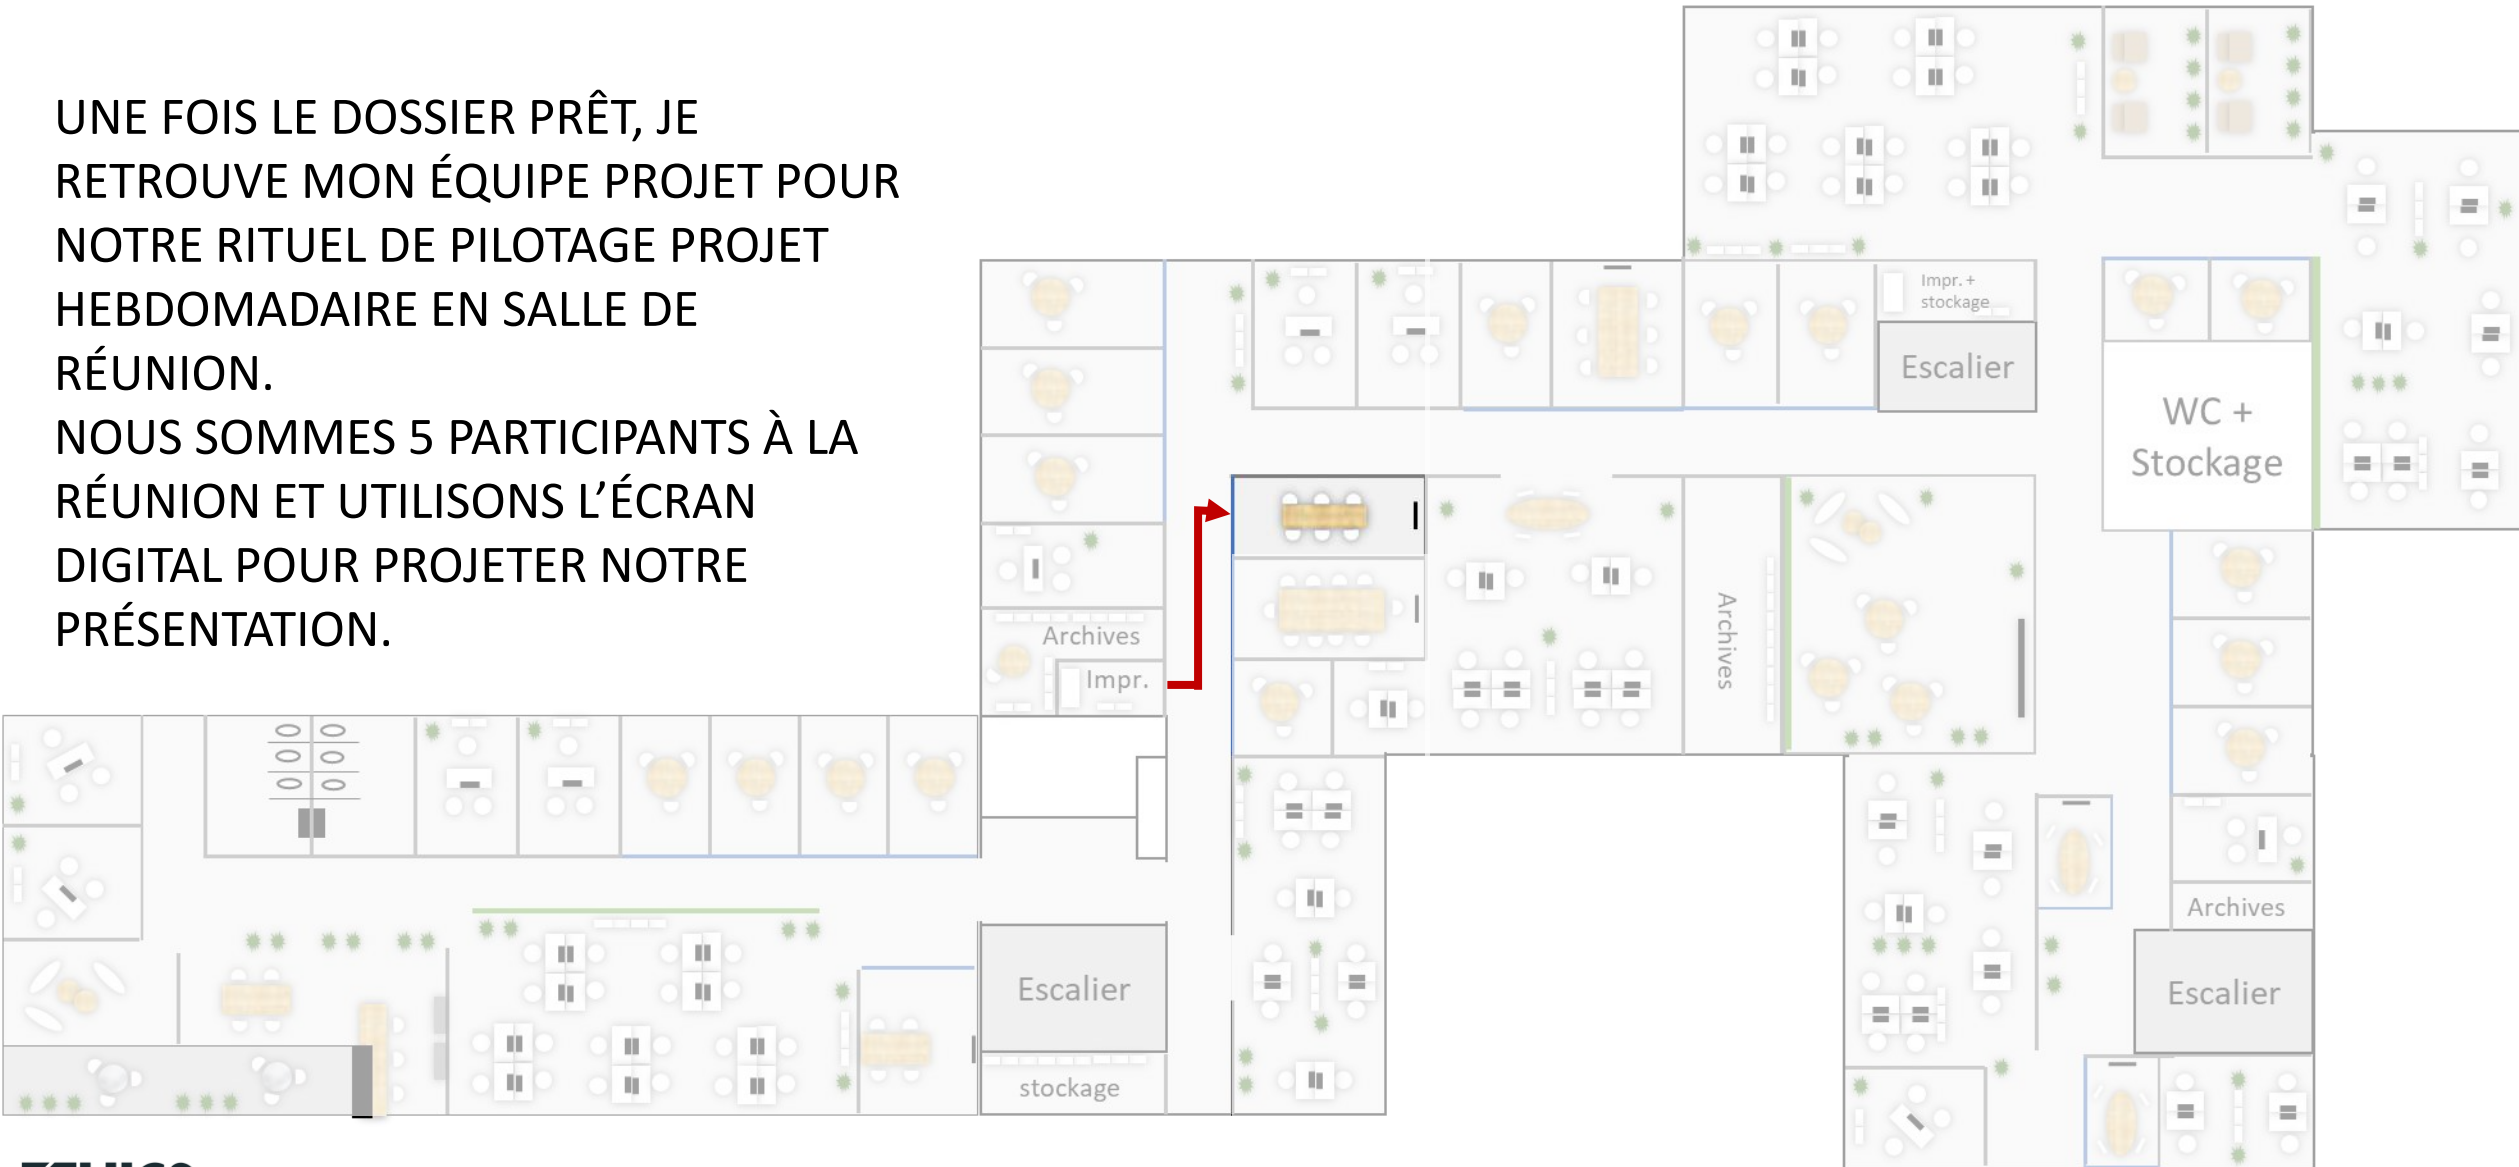 UNE FOIS LE DOSSIER PRÊT, JE
RETROUVE MON ÉQUIPE PROJET POUR
NOTRE RITUEL DE PILOTAGE PROJET
HEBDOMADAIRE EN SALLE DE
RÉUNION.
NOUS SOMMES 5 PARTICIPANTS À LA
RÉUNION ET UTILISONS L’ÉCRAN
DIGITAL POUR PROJETER NOTRE
PRÉSENTATION.
Impr. +
stockage
Escalier
WC +
Stockage
Archives
Impr.
Archives
Archives
Escalier
stockage
Escalier